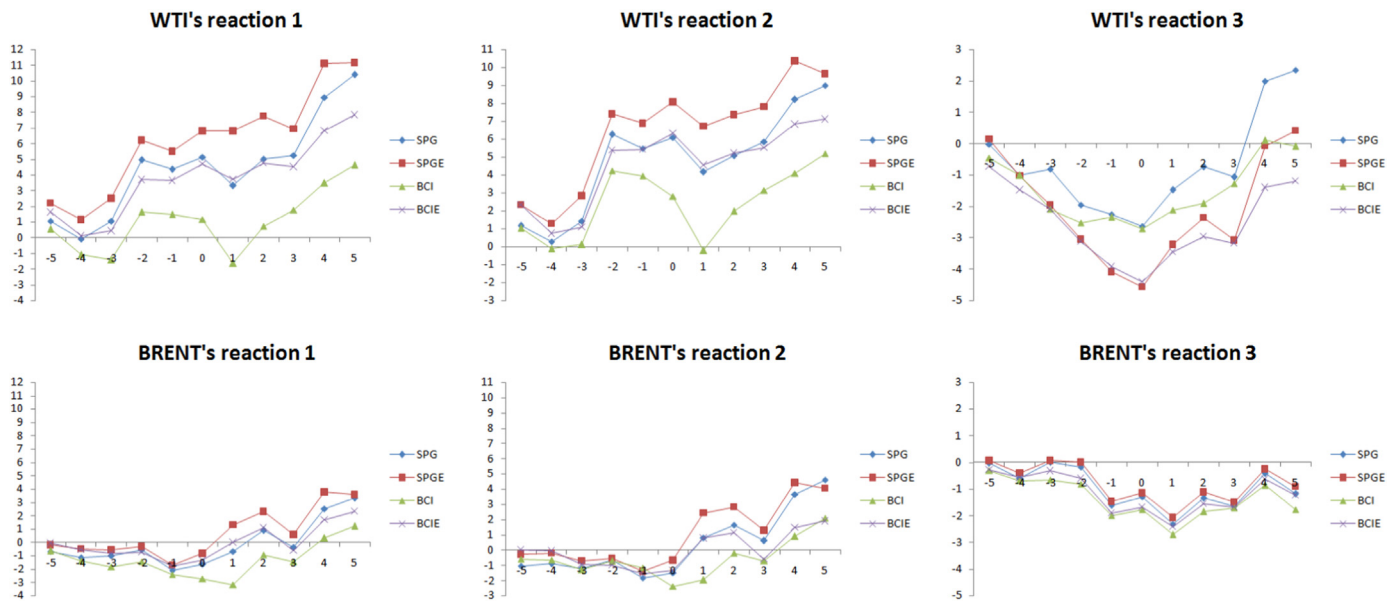 WTI's reaction 1
12
11
10
9
8
7
6
5
4
3
2
1
0
-1
-2
-3
-4
-5 -4 -3 -2 -1 0 1 2 3 4 5
SPG
SPGE
BCI
BCIE
WTI's reaction 2
11
10
9
8
7
6
5
4
3
2
1
0
-1
-2
-3
-5 -4 -3 -2 -1 0 1 2 3 4 5
SPG
SPGE
BCI
BCIE
WTI's reaction 3
3
2
1
0
-1
-2
-3
-4
-5
-5 -4 -3 -2 -1 0 1 2 3 4 5
SPG
SPGE
BCI
BCIE
BRENT's reaction 1
12
11
10
9
8
7
6
5
4
3
2
1
0
-1
-2
-3
-4
-5 -4 -3 -2 -1 0 1 2 3 4 5
SPG
SPGE
BCI
BCIE
BRENT's reaction 2
11
10
9
8
7
6
5
4
3
2
1
0
-1
-2
-3
-5 -4 -3 -2 -1 0 1 2 3 4 5
SPG
SPGE
BCI
BCIE
BRENT's reaction 3
3
2
1
0
-1
-2
-3
-4
-5
-5 -4 -3 -2 -1 0 1 2 3 4 5
SPG
SPGE
BCI
BCIE